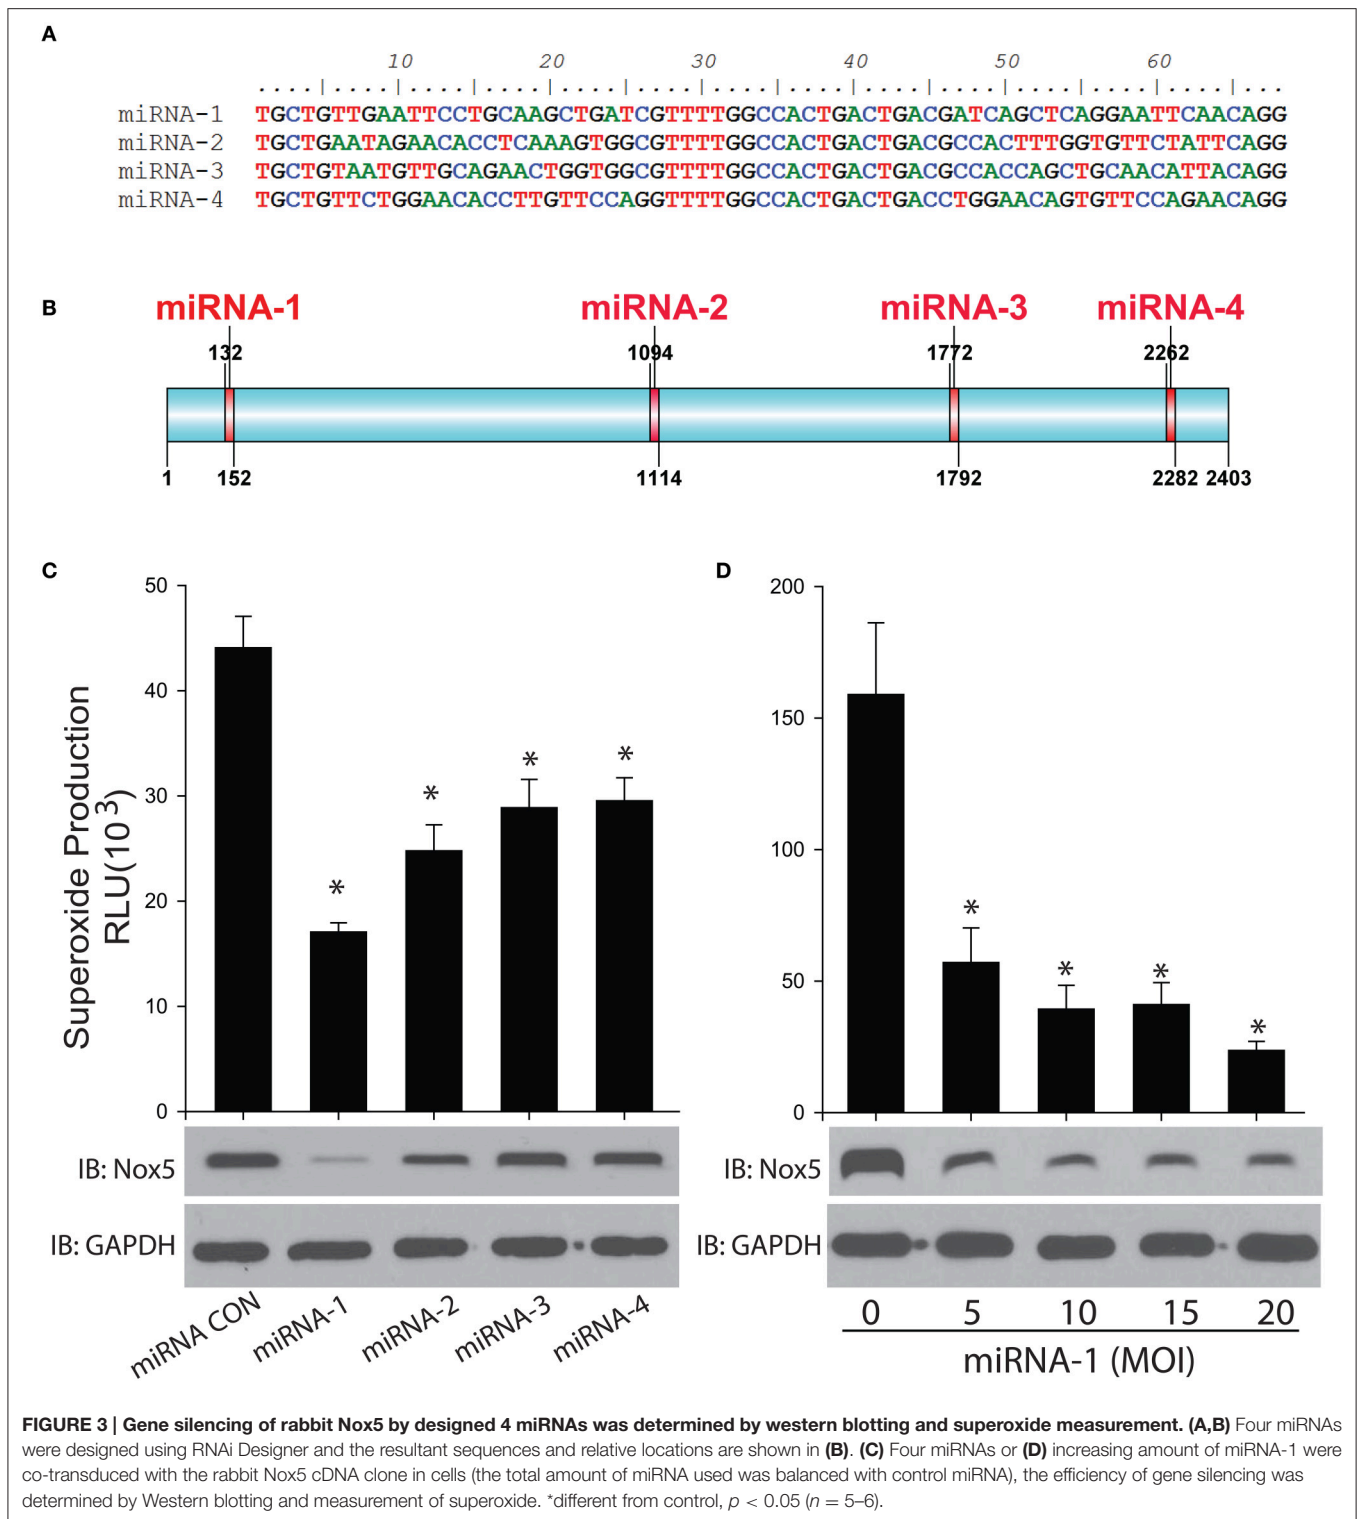 A
10 20 30 40 50 60
....|....|....|....|....|....|....|....|....|....|....|....|....|...
miRNA-1 TGCTGTTGAATTCCTGCAAGCTGATCGTTTTGGCCACTGACTGACGATCAGCTCAGGAATTCAACAGG
miRNA-2 TGCTGAATAGAACACCTCAAAGTGGCGTTTTGGCCACTGACTGACGCCACTTTGGTGTTCTATTCAGG
miRNA-3 TGCTGTAATGTTGCAGAACTGGTGGCGTTTTGGCCACTGACTGACGCCACCAGCTGCAACATTACAGG
miRNA-4 TGCTGTTCTGGAACACCTTGTTCCAGGTTTTGGCCACTGACTGACCTGGAACAGTGTTCCAGAACAGG
B
miRNA-1 miRNA-2 miRNA-3 miRNA-4
132 1094 1772 2262
1 152 1114 1792 2282 2403
C
50
40
30
20
10
0
Superoxide Production
RLU(10³)
* * * *
IB: Nox5
IB: GAPDH
miRNA CON miRNA-1 miRNA-2 miRNA-3 miRNA-4
D
200
150
100
50
0
* * * *
IB: Nox5
IB: GAPDH
0 5 10 15 20
miRNA-1 (MOI)
FIGURE 3 | Gene silencing of rabbit Nox5 by designed 4 miRNAs was determined by western blotting and superoxide measurement. (A,B) Four miRNAs
were designed using RNAi Designer and the resultant sequences and relative locations are shown in (B). (C) Four miRNAs or (D) increasing amount of miRNA-1 were
co-transduced with the rabbit Nox5 cDNA clone in cells (the total amount of miRNA used was balanced with control miRNA), the efficiency of gene silencing was
determined by Western blotting and measurement of superoxide. *different from control, p < 0.05 (n = 5–6).